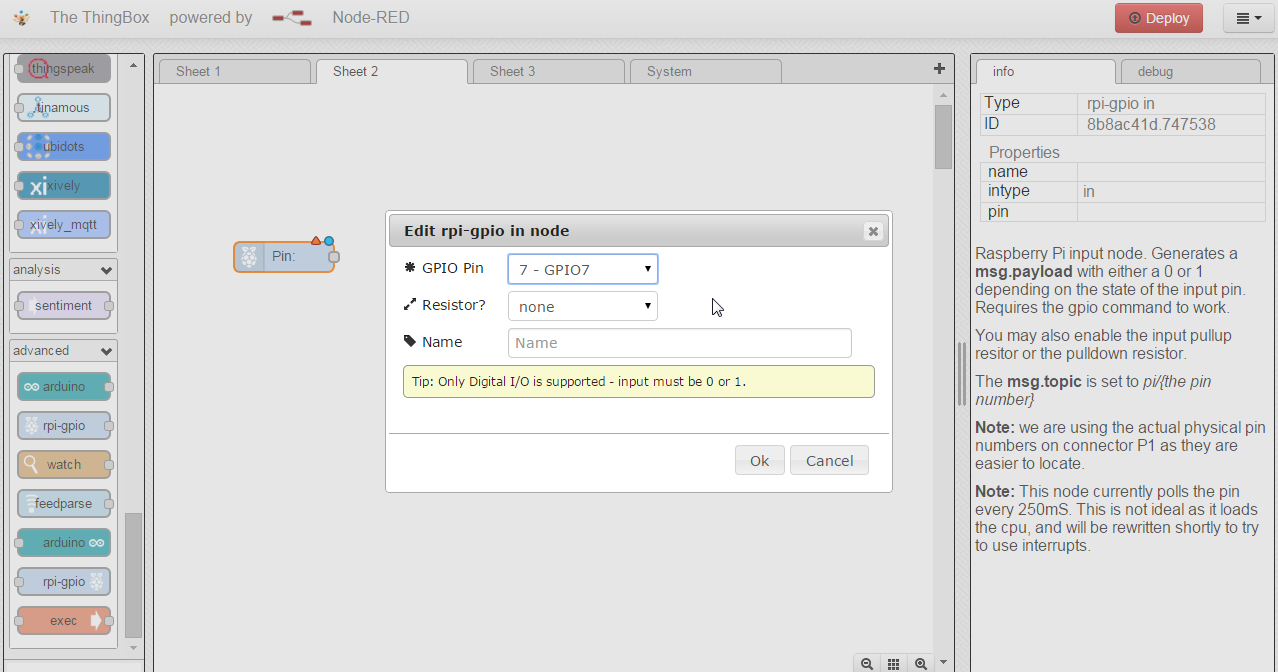 The ThingBox powered by Node-RED
Deploy
thingspeak
tinamous
ubidots
xi xively
xi xively_mqtt
analysis
sentiment
advanced
arduino
rpi-gpio
watch
feedparse
arduino
rpi-gpio
exec
Sheet 1
Sheet 2
Sheet 3
System
Pin:
Edit rpi-gpio in node
GPIO Pin
7 - GPIO7
Resistor?
none
Name
Name
Tip: Only Digital I/O is supported - input must be 0 or 1.
Ok
Cancel
info
debug
Type rpi-gpio in
ID 8b8ac41d.747538
Properties
name
intype in
pin
Raspberry Pi input node. Generates a
msg.payload with either a 0 or 1
depending on the state of the input pin.
Requires the gpio command to work.
You may also enable the input pullup
resitor or the pulldown resistor.
The msg.topic is set to pi/{the pin
number}
Note: we are using the actual physical pin
numbers on connector P1 as they are
easier to locate.
Note: This node currently polls the pin
every 250mS. This is not ideal as it loads
the cpu, and will be rewritten shortly to try
to use interrupts.